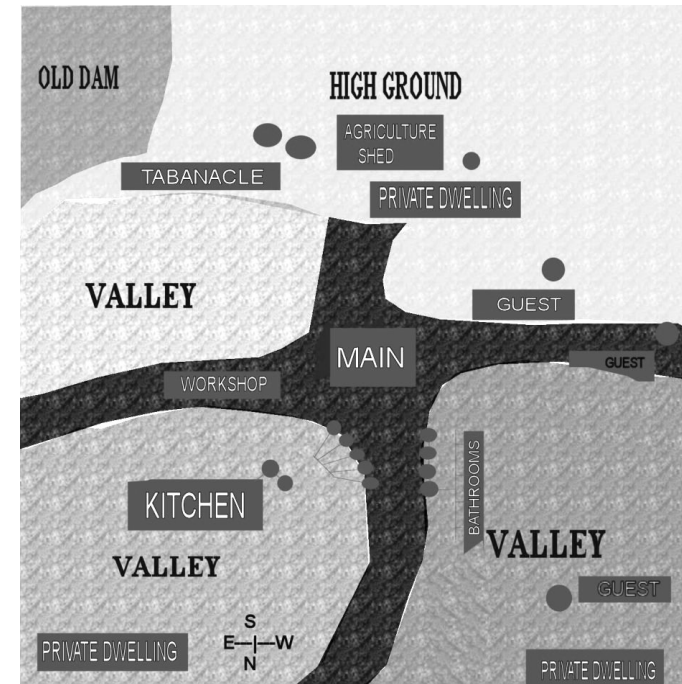 OLD DAM
HIGH GROUND
AGRICULTURE
SHED
TABANACLE
PRIVATE DWELLING
VALLEY
GUEST
MAIN
GUEST
WORKSHOP
BATHROOMS
KITCHEN
VALLEY
VALLEY
GUEST
S
E W
N
PRIVATE DWELLING
PRIVATE DWELLING